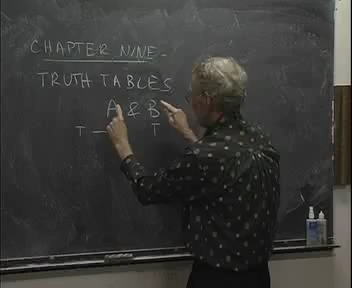 CHAPTER NINE -
TRUTH TABLES
A & B
T — T